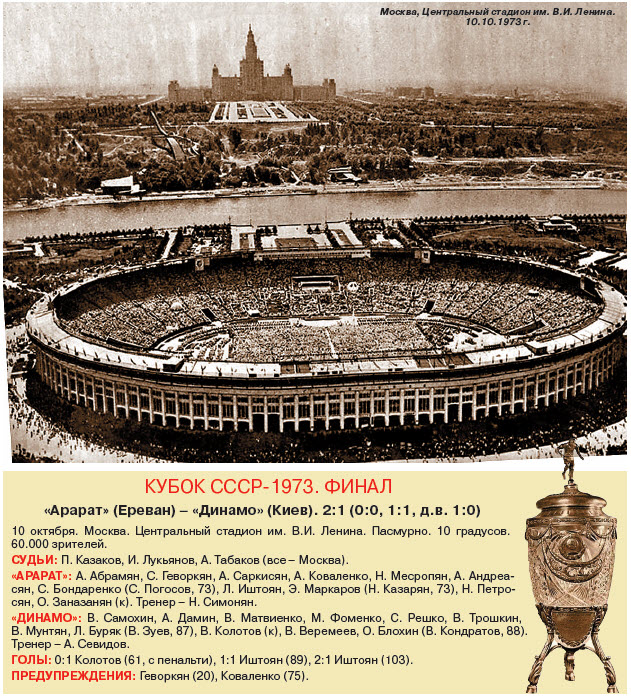 Москва, Центральный стадион им. В.И. Ленина.
10.10.1973 г.
КУБОК СССР-1973. ФИНАЛ
«Арарат» (Ереван) – «Динамо» (Киев). 2:1 (0:0, 1:1, д.в. 1:0)
10 октября. Москва. Центральный стадион им. В.И. Ленина. Пасмурно. 10 градусов.
60.000 зрителей.
СУДЬИ: П. Казаков, И. Лукьянов, А. Табаков (все – Москва).
«АРАРАТ»: А. Абрамян, С. Геворкян, А. Саркисян, А. Коваленко, Н. Месропян, А. Андреа-
сян, С. Бондаренко (С. Погосов, 73), Л. Иштоян, Э. Маркаров (Н. Казарян, 73), Н. Петро-
сян, О. Заназанян (к). Тренер – Н. Симонян.
«ДИНАМО»: В. Самохин, А. Дамин, В. Матвиенко, М. Фоменко, С. Решко, В. Трошкин,
В. Мунтян, Л. Буряк (В. Зуев, 87), В. Колотов (к), В. Веремеев, О. Блохин (В. Кондратов, 88).
Тренер – А. Севидов.
ГОЛЫ: 0:1 Колотов (61, с пенальти), 1:1 Иштоян (89), 2:1 Иштоян (103).
ПРЕДУПРЕЖДЕНИЯ: Геворкян (20), Коваленко (75).